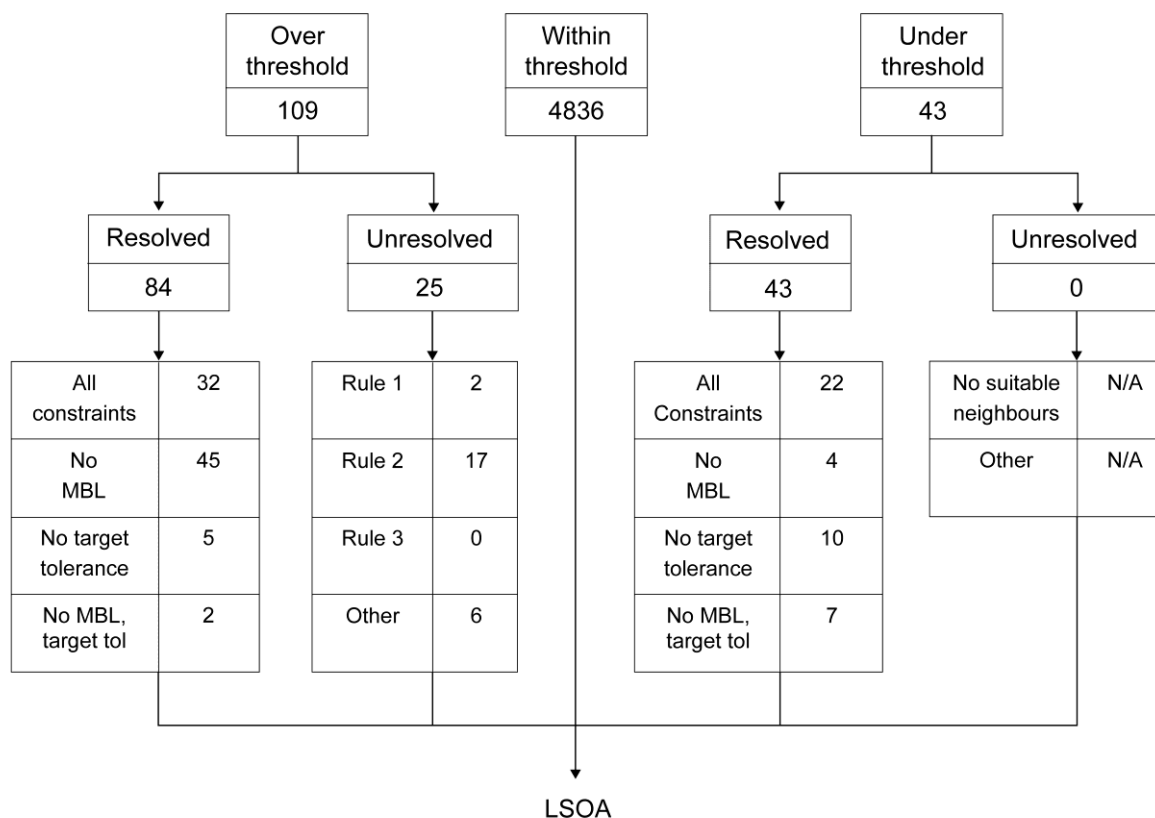 Over
threshold
109
Within
threshold
4836
Under
threshold
43
Resolved
84
Unresolved
25
Resolved
43
Unresolved
0
All
constraints
32
No
MBL
45
No target
tolerance
5
No MBL,
target tol
2
Rule 1
2
Rule 2
17
Rule 3
0
Other
6
All
Constraints
22
No
MBL
4
No target
tolerance
10
No MBL,
target tol
7
No suitable
neighbours
N/A
Other
N/A
LSOA